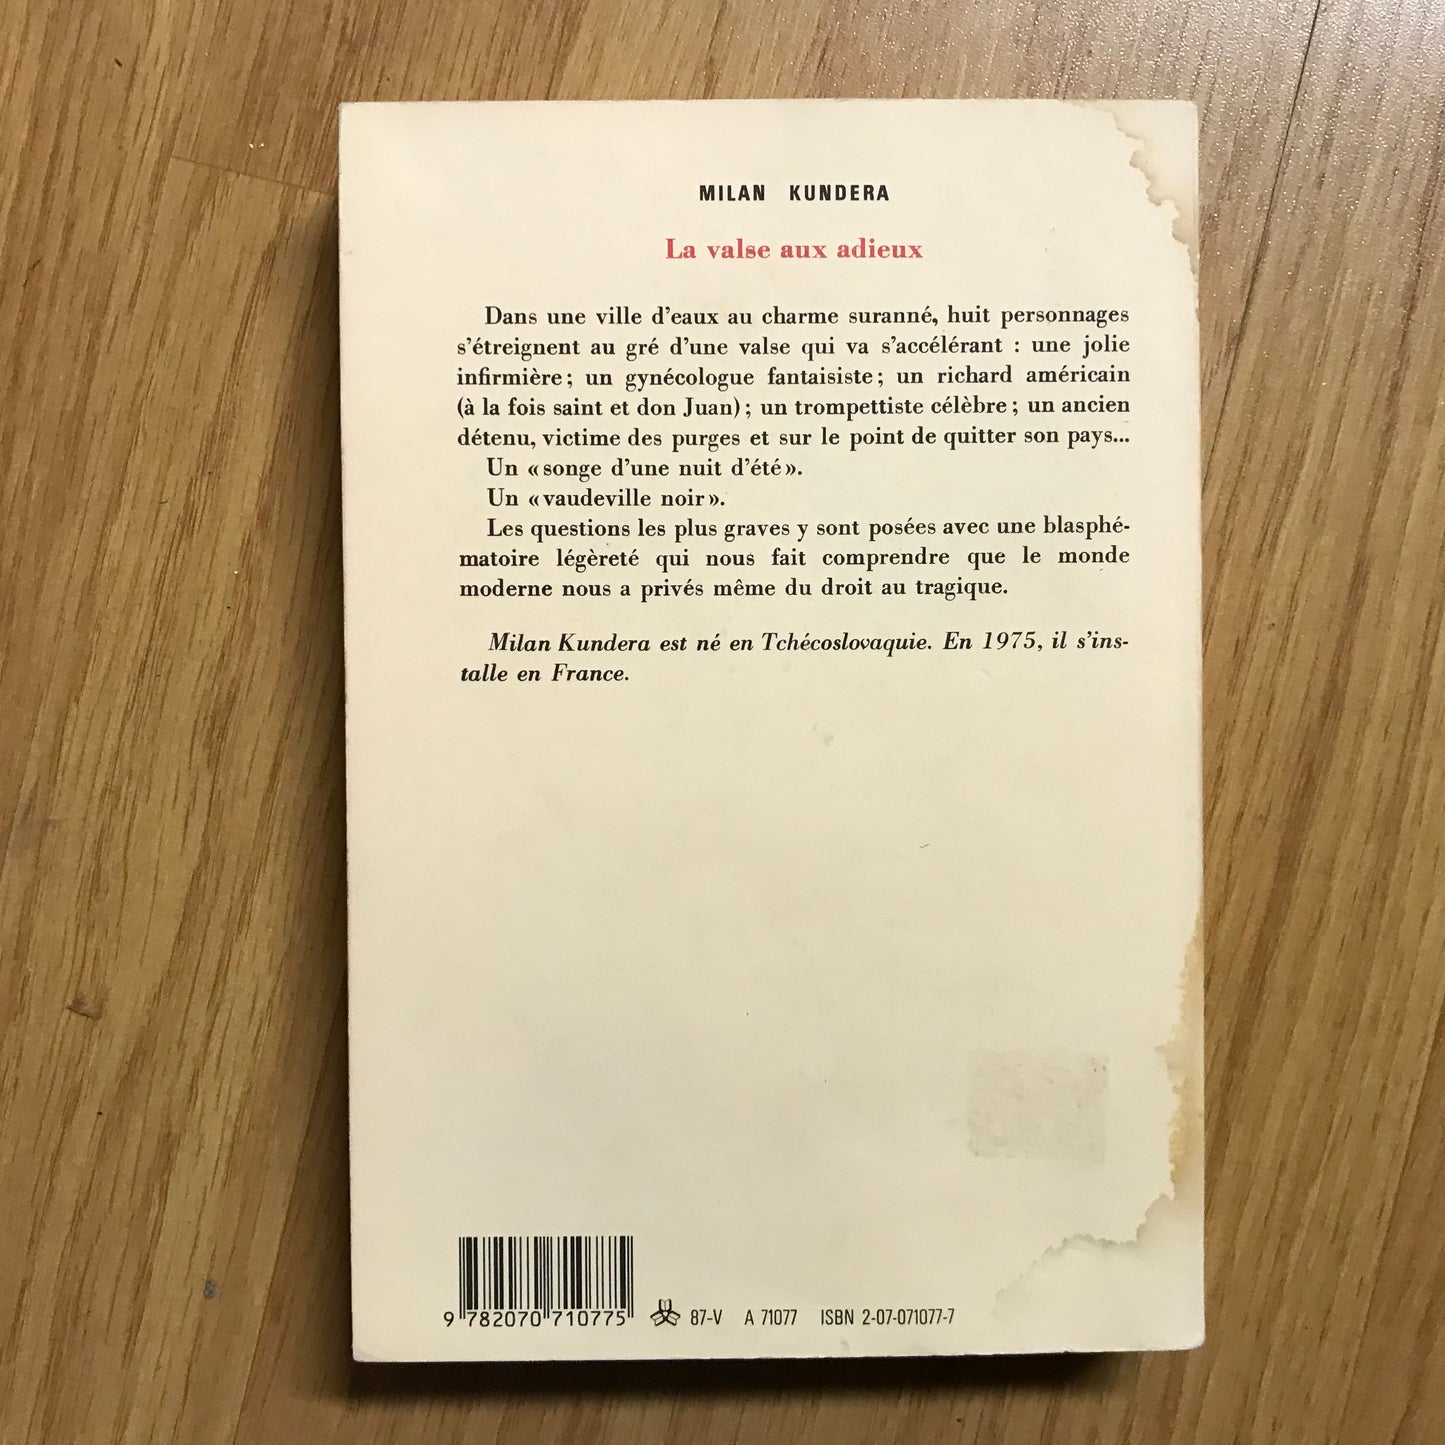 MILAN KUNDERA
La valse aux adieux
Dans une ville d'eaux au charme suranné, huit personnages
s'étreignent au gré d'une valse qui va s'accélérant : une jolie
infirmière ; un gynécologue fantaisiste ; un richard américain
(à la fois saint et don Juan) ; un trompettiste célèbre ; un ancien
détenu, victime des purges et sur le point de quitter son pays...
Un « songe d'une nuit d'été ».
Un « vaudeville noir ».
Les questions les plus graves y sont posées avec une blasphé-
matoire légèreté qui nous fait comprendre que le monde
moderne nous a privés même du droit au tragique.
Milan Kundera est né en Tchécoslovaquie. En 1975, il s'ins-
talle en France.
9 782070 710775 87-V A 71077 ISBN 2-07-071077-7